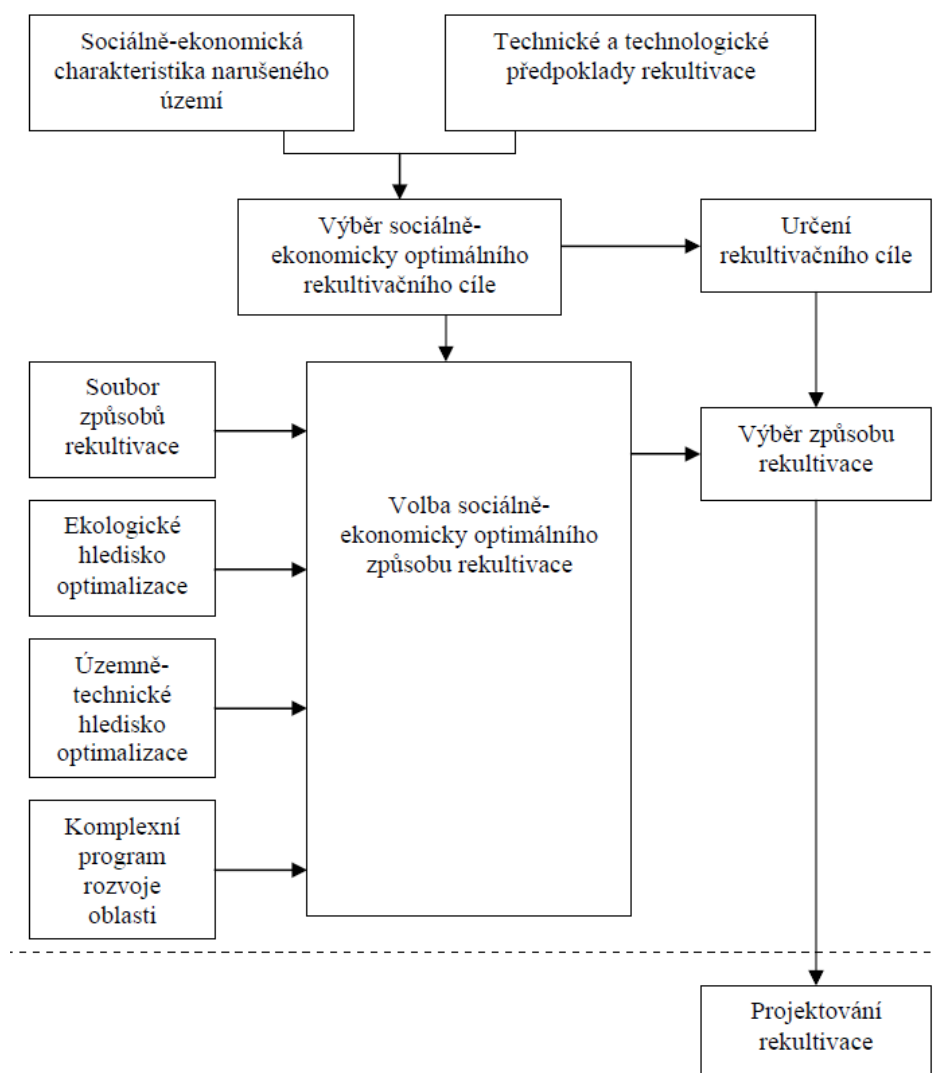 Sociálně-ekonomická
charakteristika narušeného
území
Technické a technologické
předpoklady rekultivace
Výběr sociálně-
ekonomicky optimálního
rekultivačního cíle
Určení
rekultivačního cíle
Soubor
způsobů
rekultivace
Výběr způsobu
rekultivace
Volba sociálně-
ekonomicky optimálního
způsobu rekultivace
Ekologické
hledisko
optimalizace
Územně-
technické
hledisko
optimalizace
Komplexní
program
rozvoje
oblasti
Projektování
rekultivace